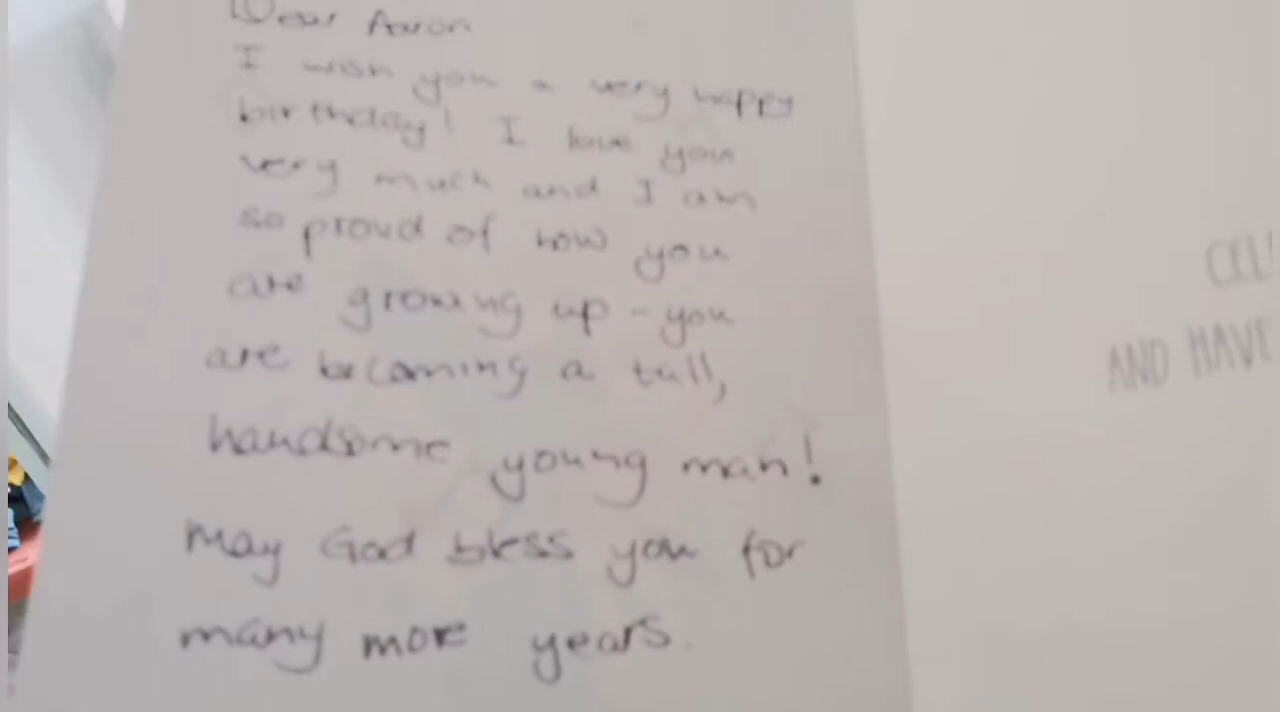 Dear Aaron
I wish you a very happy
birthday! I love you
very much and I am
so proud of how you
are growing up - you
are becoming a tall,
handsome young man!
May God bless you for
many more years.
CEL
AND HAVE